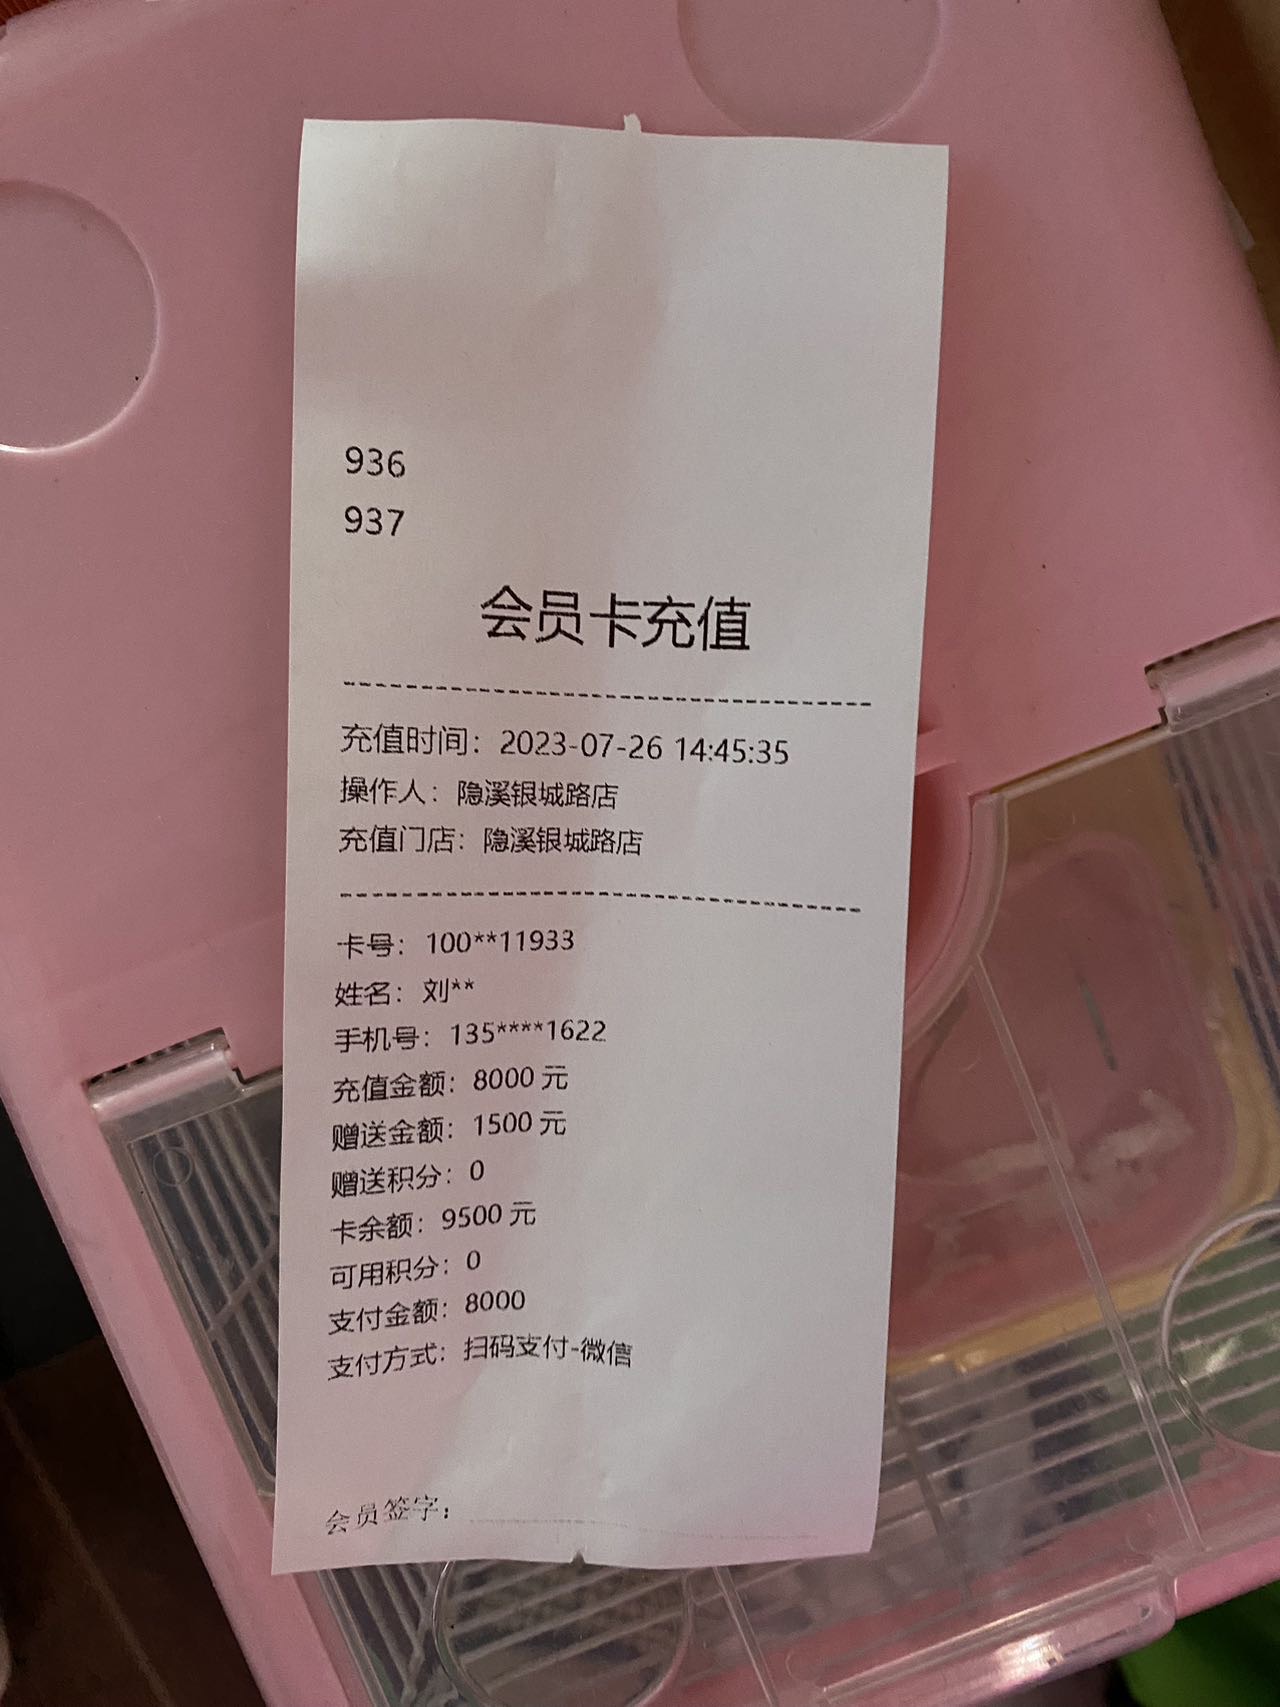 936
937
会员卡充值
充值时间：2023-07-26 14:45:35
操作人：隐溪银城路店
充值门店：隐溪银城路店
卡号：100**11933
姓名：刘**
手机号：135****1622
充值金额：8000 元
赠送金额：1500 元
赠送积分：0
卡余额：9500 元
可用积分：0
支付金额：8000
支付方式：扫码支付-微信
会员签字：